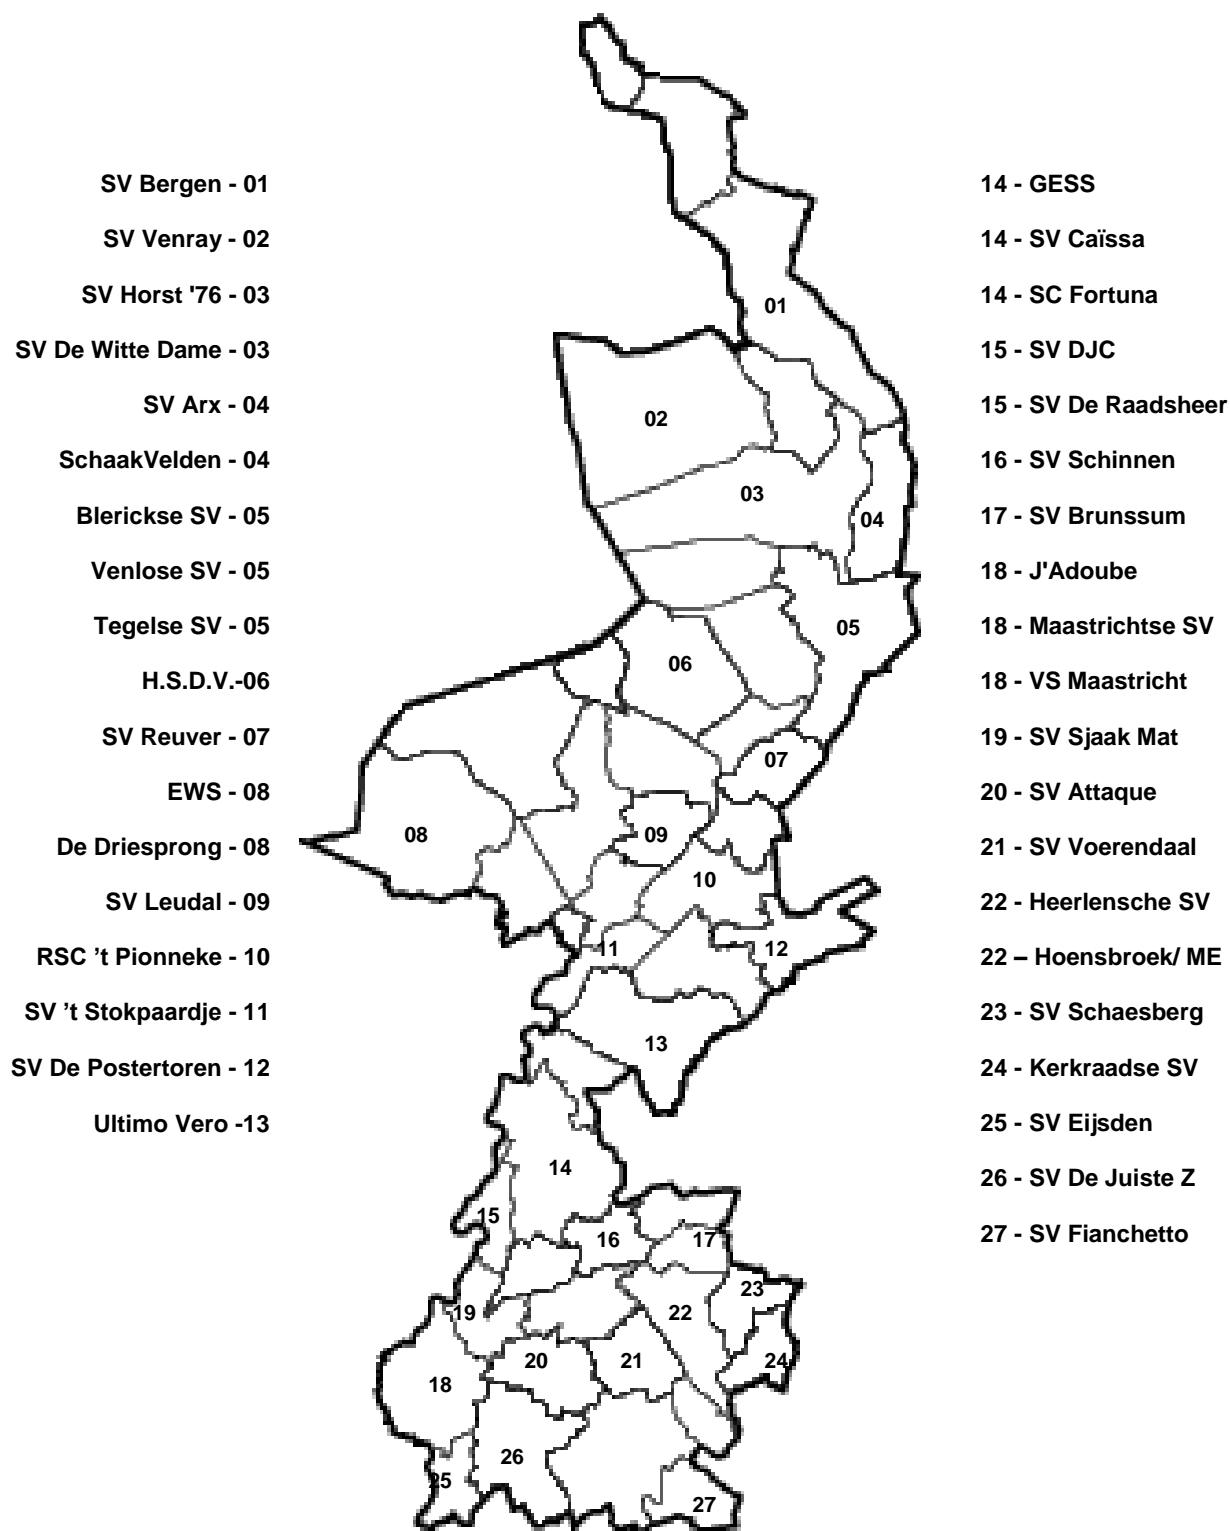 SV Bergen - 01
SV Venray - 02
SV Horst '76 - 03
SV De Witte Dame - 03
SV Arx - 04
SchaakVelden - 04
Blerickse SV - 05
Venlose SV - 05
Tegelse SV - 05
H.S.D.V.-06
SV Reuver - 07
EWS - 08
De Driesprong - 08
SV Leudal - 09
RSC ’t Pionneke - 10
SV ’t Stokpaardje - 11
SV De Postertoren - 12
Ultimo Vero -13
01
02
03
04
05
06
07
08
09
10
11
12
13
14
15
16
17
23
19
22
20
21
24
18
26
25
27
14 - GESS
14 - SV Caïssa
14 - SC Fortuna
15 - SV DJC
15 - SV De Raadsheer
16 - SV Schinnen
17 - SV Brunssum
18 - J'Adoube
18 - Maastrichtse SV
18 - VS Maastricht
19 - SV Sjaak Mat
20 - SV Attaque
21 - SV Voerendaal
22 - Heerlensche SV
22 – Hoensbroek/ ME
23 - SV Schaesberg
24 - Kerkraadse SV
25 - SV Eijsden
26 - SV De Juiste Z
27 - SV Fianchetto